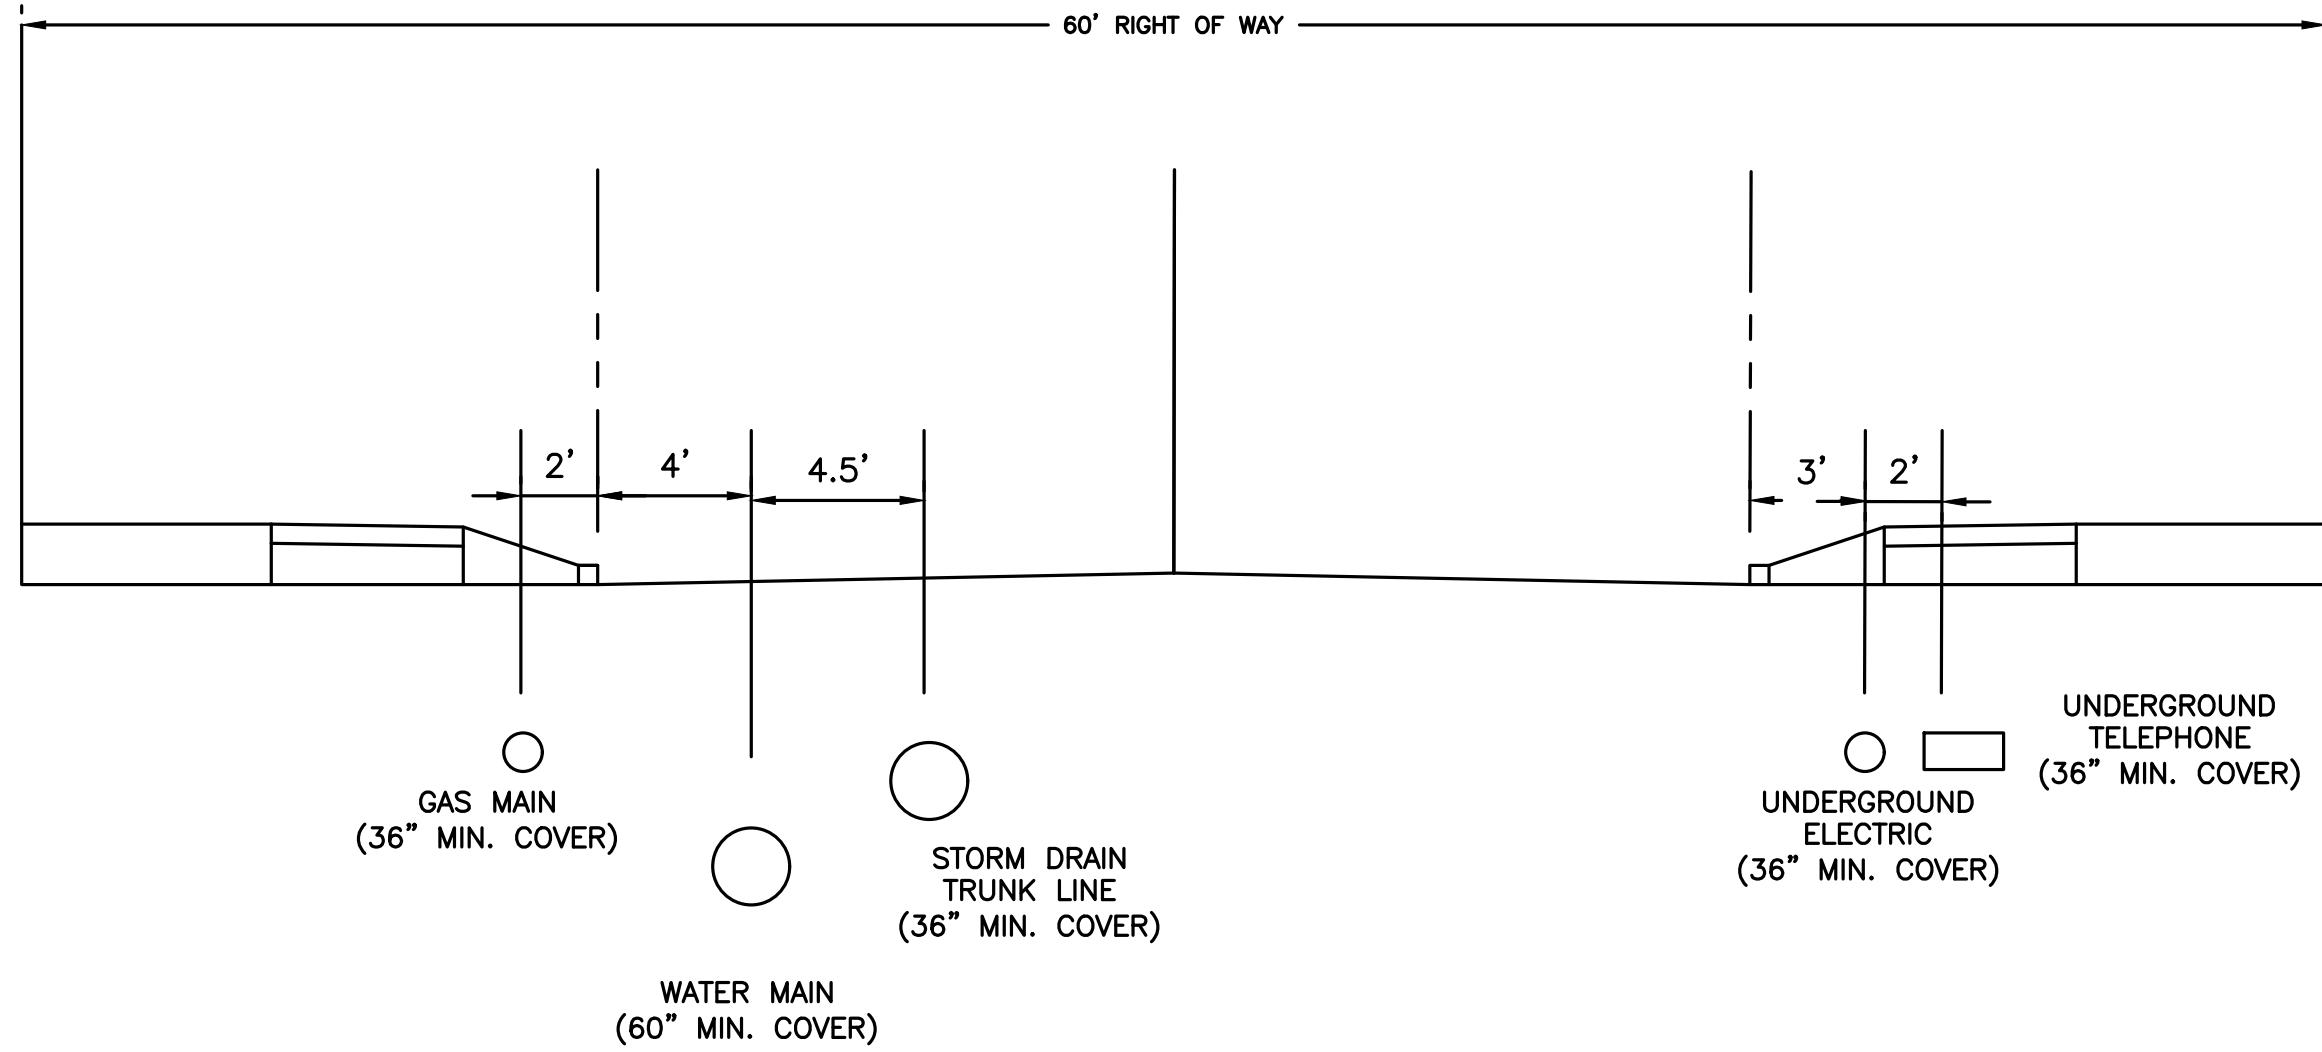 60' RIGHT OF WAY
2'
4'
4.5'
3'
2'
GAS MAIN
(36" MIN. COVER)
WATER MAIN
(60" MIN. COVER)
STORM DRAIN
TRUNK LINE
(36" MIN. COVER)
UNDERGROUND
ELECTRIC
(36" MIN. COVER)
UNDERGROUND
TELEPHONE
(36" MIN. COVER)